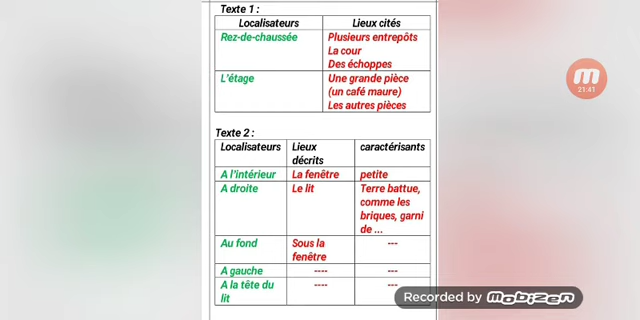 Texte 1 :
Localisateurs Lieux cités
Rez-de-chaussée Plusieurs entrepôts
La cour
Des échoppes
L'étage Une grande pièce
(un café maure)
Les autres pièces
21:41
Texte 2 :
Localisateurs Lieux caractérisants
décrits
A l'intérieur La fenêtre petite
A droite Le lit Terre battue,
comme les
briques, garni
de ...
Au fond Sous la ---
fenêtre
A gauche ---- ---
A la tête du ---- ---
lit
Recorded by mobizen